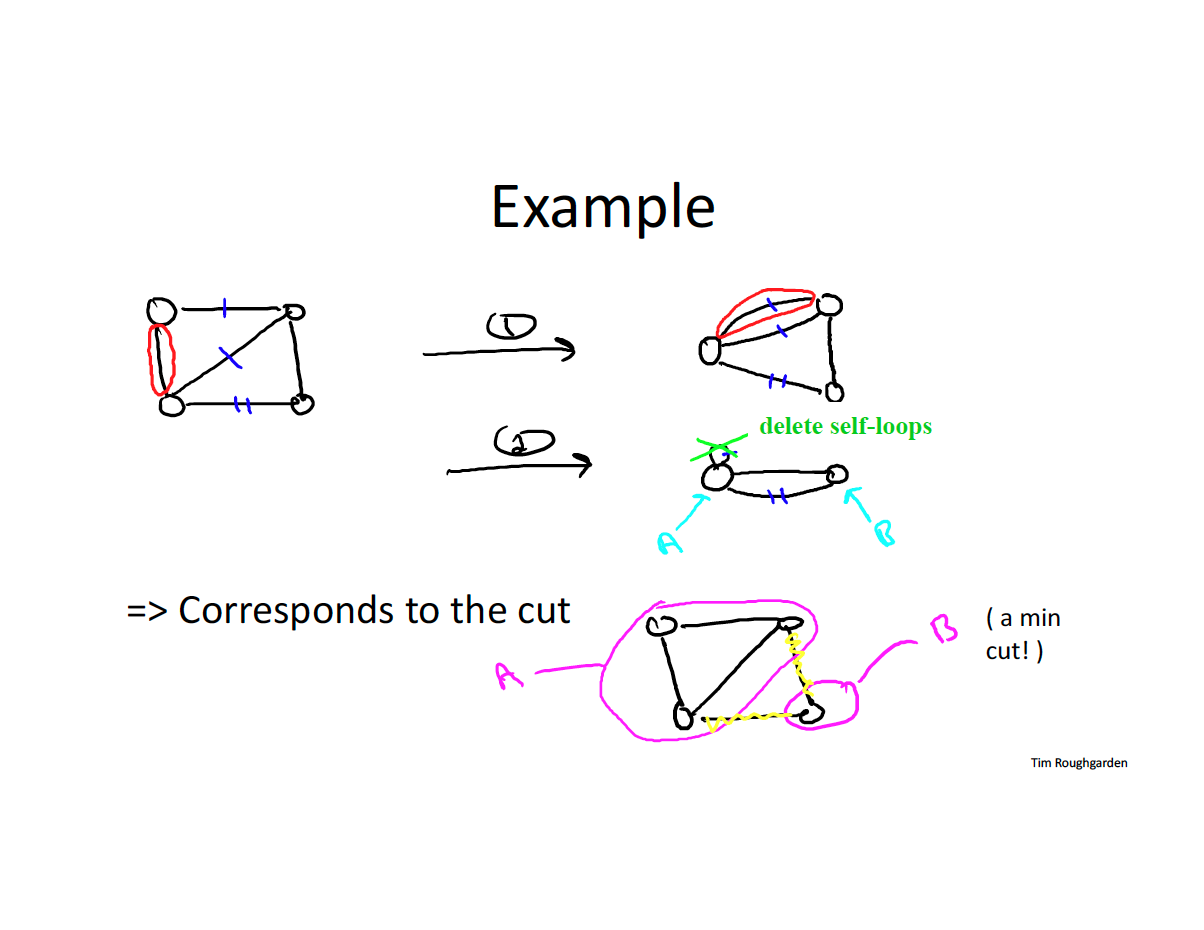 Example
1
2
delete self-loops
A
B
=> Corresponds to the cut
A
B
( a min
cut! )
Tim Roughgarden